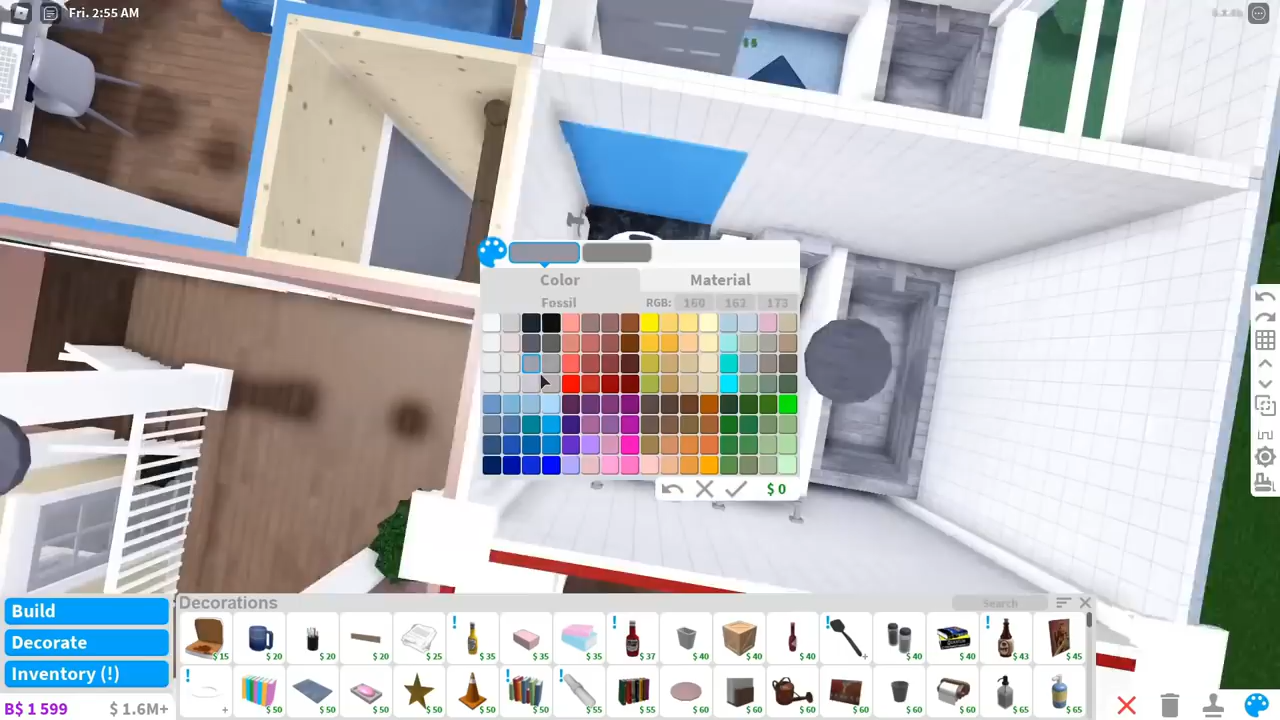 Fri. 2:55 AM
Color
Material
Fossil
RGB: 160 162 173
$ 0
Decorations
Search
Build
Decorate
Inventory (!)
B$ 1 599
$ 1.6M+
$ 15
$ 20
$ 20
$ 20
$ 25
! $ 35
$ 35
$ 35
! $ 37
$ 40
$ 40
$ 40
! +
$ 40
$ 40
! $ 43
$ 45
! +
$ 50
$ 50
$ 50
$ 50
$ 50
! $ 50
! $ 55
$ 55
$ 60
$ 60
$ 60
$ 60
$ 60
$ 60
$ 65
$ 65